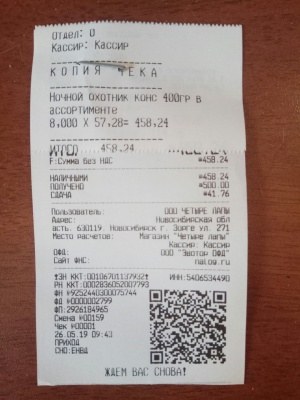 Отдел: 0
Кассир: Кассир
КОПИЯ ЧЕКА
Ночной охотник конс 400гр в
ассортименте
8,000 X 57.28= 458.24
ИТОГО 458.24
F:Сумма без НДС =458.24
НАЛИЧНЫМИ =458.24
ПОЛУЧЕНО =500.00
СДАЧА =41.76
Пользователь: ООО ЧЕТЫРЕ ЛАПЫ
Адрес: Новосибирская обл
асть. 630119. Новосибирск г. Зорге ул. 271
Место расчетов: Магазин "Четыре лапы"
Кассир: Кассир
ОФД: ООО "Эвотор ОФД"
Сайт ФНС: nalog.ru
ЗН ККТ:00106701137932 ИНН:5406534490
РН ККТ:0002836052007793
ФН #9252440300075744
ФД #0000002799
ФП:2926184965
Смена #00159
Чек #00001
26.05.19 09:43
ПРИХОД
СНО:ЕНВД
ЖДЕМ ВАС СНОВА!